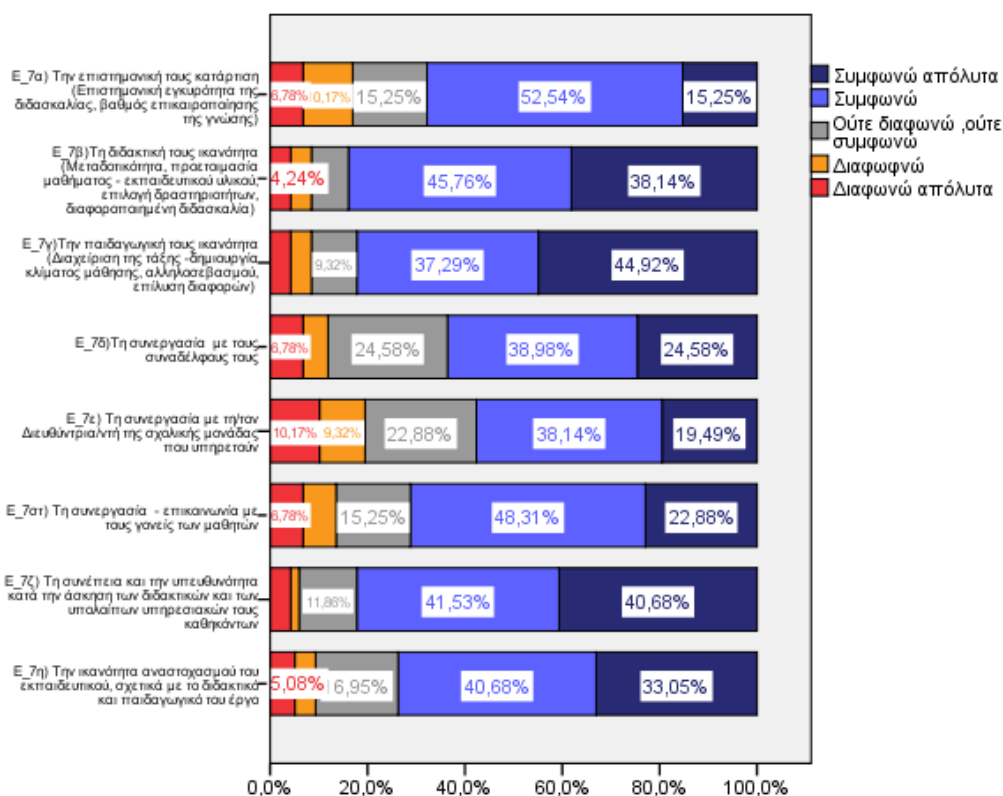 Ε_7α) Την επιστημονική τους κατάρτιση
(Επιστημονική εγκυρότητα της
διδασκαλίας, βαθμός επικαιροποίησης
της γνώσης)
6,78% 0,17% 15,25% 52,54% 15,25%
Ε_7β)Τη διδακτική τους ικανότητα
(Μεταδοτικότητα, προετοιμασία
μαθήματος - εκπαιδευτικού υλικού,
επιλογή δραστηριοτήτων,
διαφοροποιημένη διδασκαλία)
4,24% 45,76% 38,14%
Ε_7γ)Την παιδαγωγική τους ικανότητα
(Διαχείριση της τάξης -δημιουργία
κλίματος μάθησης, αλληλοσεβασμού,
επίλυση διαφορών)
9,32% 37,29% 44,92%
Ε_7δ)Τη συνεργασία με τους
συναδέλφους τους
6,78% 24,58% 38,98% 24,58%
Ε_7ε) Τη συνεργασία με τη/τον
Διευθύντρια/ντή της σχολικής μονάδας
που υπηρετούν
10,17% 9,32% 22,88% 38,14% 19,49%
Ε_7στ) Τη συνεργασία - επικοινωνία με
τους γονείς των μαθητών
6,78% 15,25% 48,31% 22,88%
Ε_7ζ) Τη συνέπεια και την υπευθυνότητα
κατά την άσκηση των διδακτικών και των
υπολοίπων υπηρεσιακών τους
καθηκόντων
11,86% 41,53% 40,68%
Ε_7η) Την ικανότητα αναστοχασμού του
εκπαιδευτικού, σχετικά με το διδακτικό
και παιδαγωγικό του έργο
5,08% 6,95% 40,68% 33,05%
0,0% 20,0% 40,0% 60,0% 80,0% 100,0%
Συμφωνώ απόλυτα
Συμφωνώ
Ούτε διαφωνώ ,ούτε
συμφωνώ
Διαφωφνώ
Διαφωνώ απόλυτα